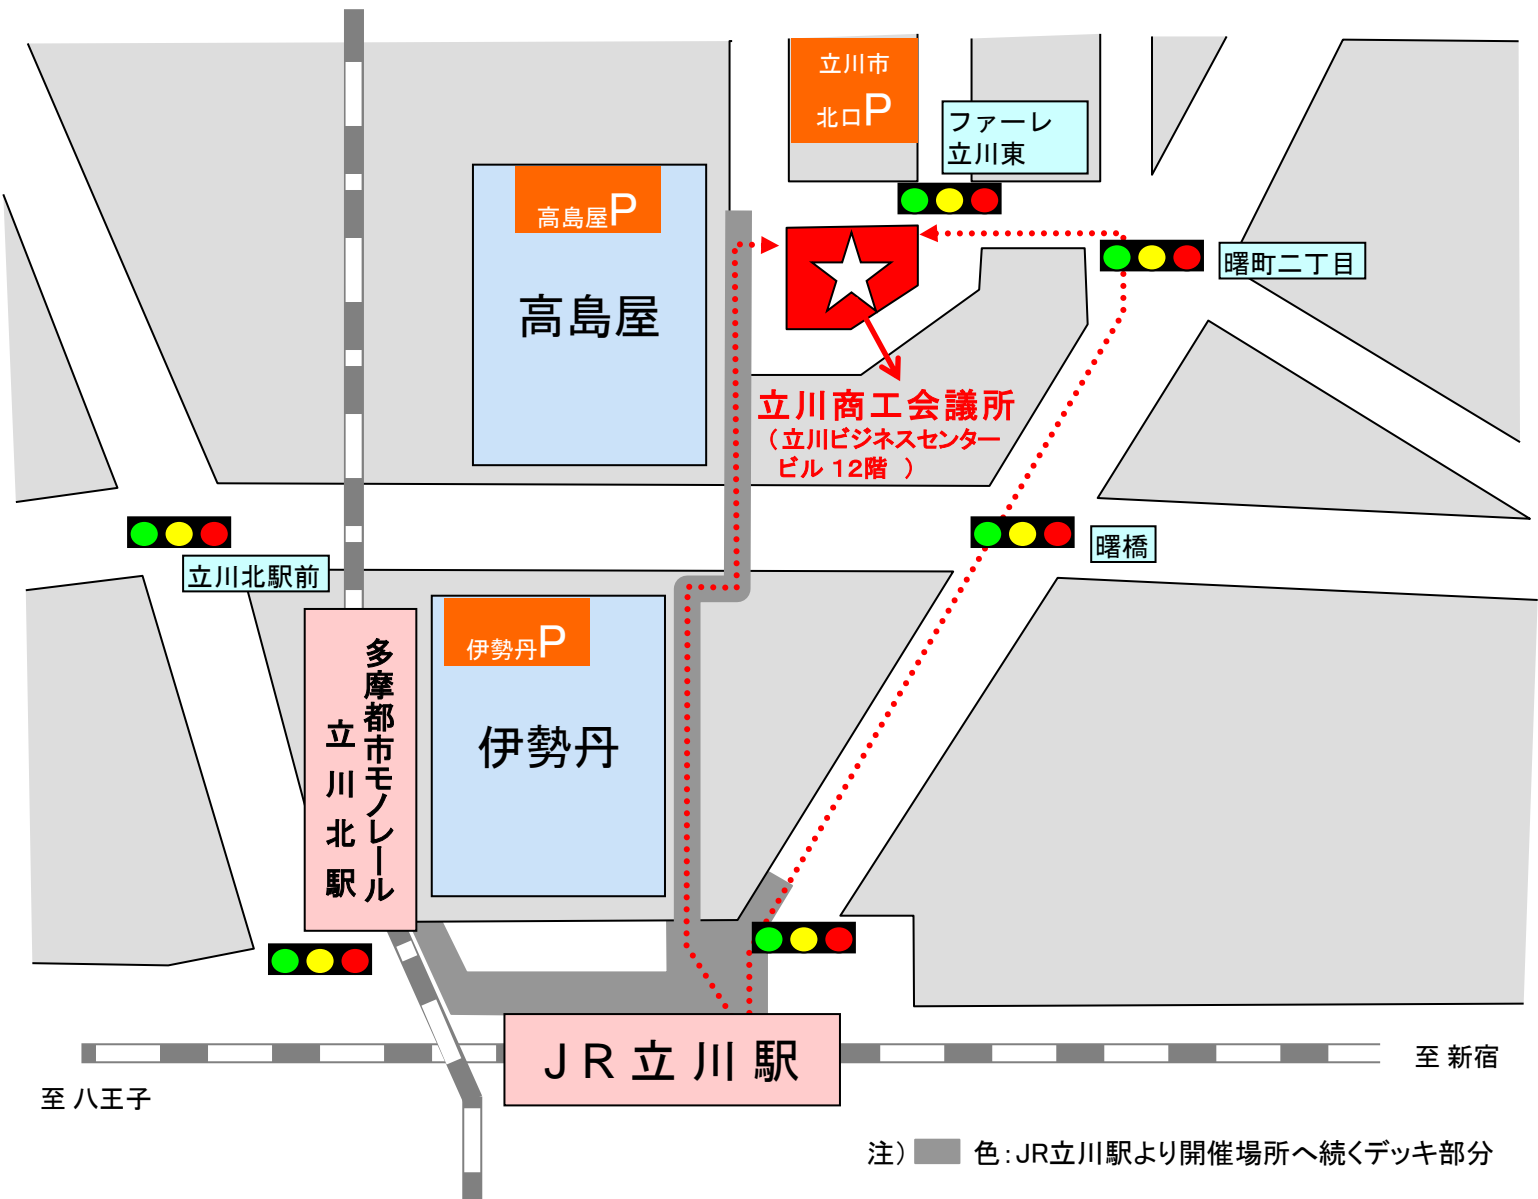 立川市
北口P
ファーレ
立川東
高島屋P
高島屋
曙町二丁目
立川商工会議所
（立川ビジネスセンター
ビル 12階 ）
曙橋
立川北駅前
伊勢丹P
伊勢丹
多摩都市モノレール
立川北駅
JR立川駅
至 新宿
至 八王子
注） 色：JR立川駅より開催場所へ続くデッキ部分